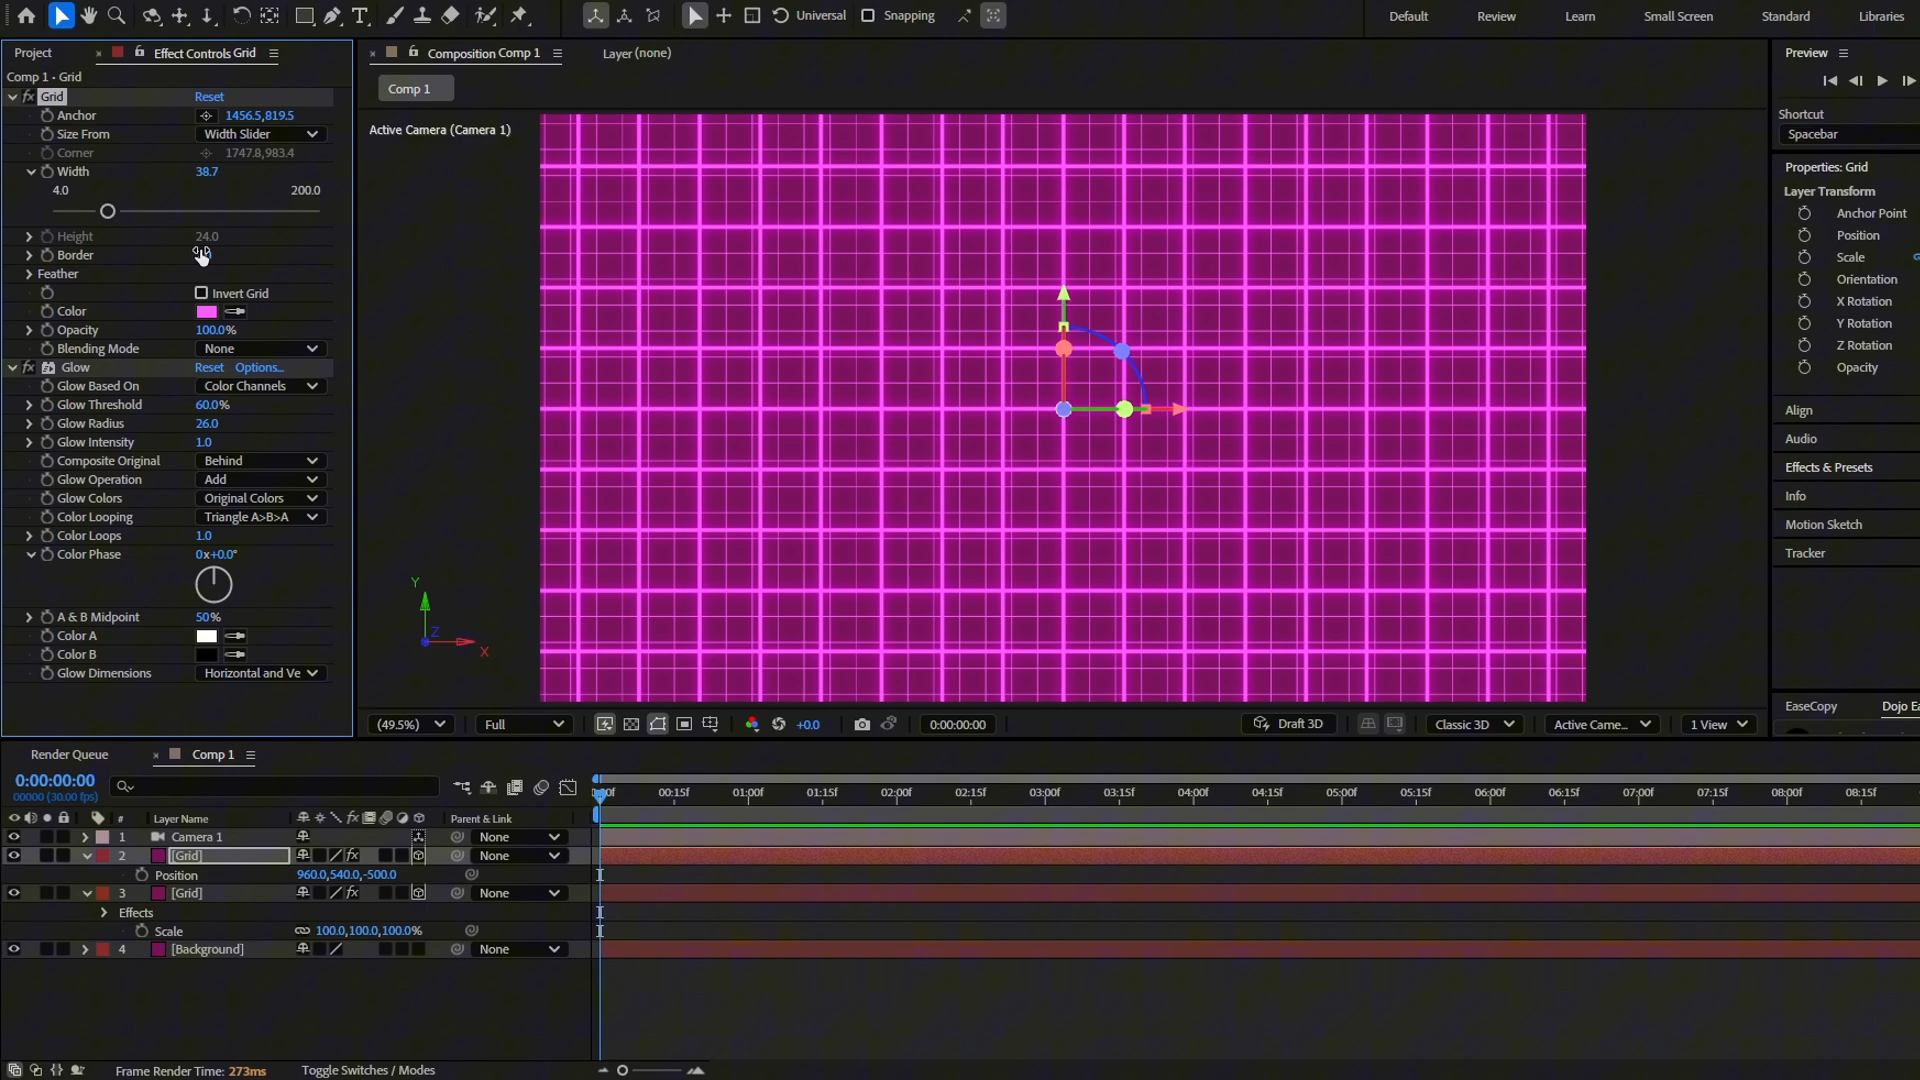 Universal
Snapping
Default
Review
Learn
Small Screen
Standard
Libraries
Project
Effect Controls Grid
Composition Comp 1
Layer (none)
Preview
Comp 1 • Grid
Comp 1
Grid
Reset
Anchor
1456.5,819.5
Size From
Width Slider
Corner
1747.8,983.4
Width
38.7
4.0
200.0
Height
24.0
Border
Feather
Invert Grid
Color
Opacity
100.0%
Blending Mode
None
Glow
Reset
Options...
Glow Based On
Color Channels
Glow Threshold
60.0%
Glow Radius
26.0
Glow Intensity
1.0
Composite Original
Behind
Glow Operation
Add
Glow Colors
Original Colors
Color Looping
Triangle A>B>A
Color Loops
1.0
Color Phase
0x+0.0°
A & B Midpoint
50%
Color A
Color B
Glow Dimensions
Horizontal and Ve
Active Camera (Camera 1)
Y
Z
X
(49.5%)
Full
+0.0
0:00:00:00
Draft 3D
Classic 3D
Active Came...
1 View
Shortcut
Spacebar
Properties: Grid
Layer Transform
Anchor Point
Position
Scale
Orientation
X Rotation
Y Rotation
Z Rotation
Opacity
Align
Audio
Effects & Presets
Info
Motion Sketch
Tracker
EaseCopy
Dojo Ea
Render Queue
Comp 1
0:00:00:00
00000 (30.00 fps)
00:15f
01:00f
01:15f
02:00f
02:15f
03:00f
03:15f
04:00f
04:15f
05:00f
05:15f
06:00f
06:15f
07:00f
07:15f
08:00f
08:15f
#
Layer Name
fx
Parent & Link
1
Camera 1
None
2
[Grid]
fx
None
Position
960.0,540.0,-500.0
3
[Grid]
fx
None
Effects
Scale
100.0,100.0,100.0%
4
[Background]
None
Frame Render Time: 273ms
Toggle Switches / Modes